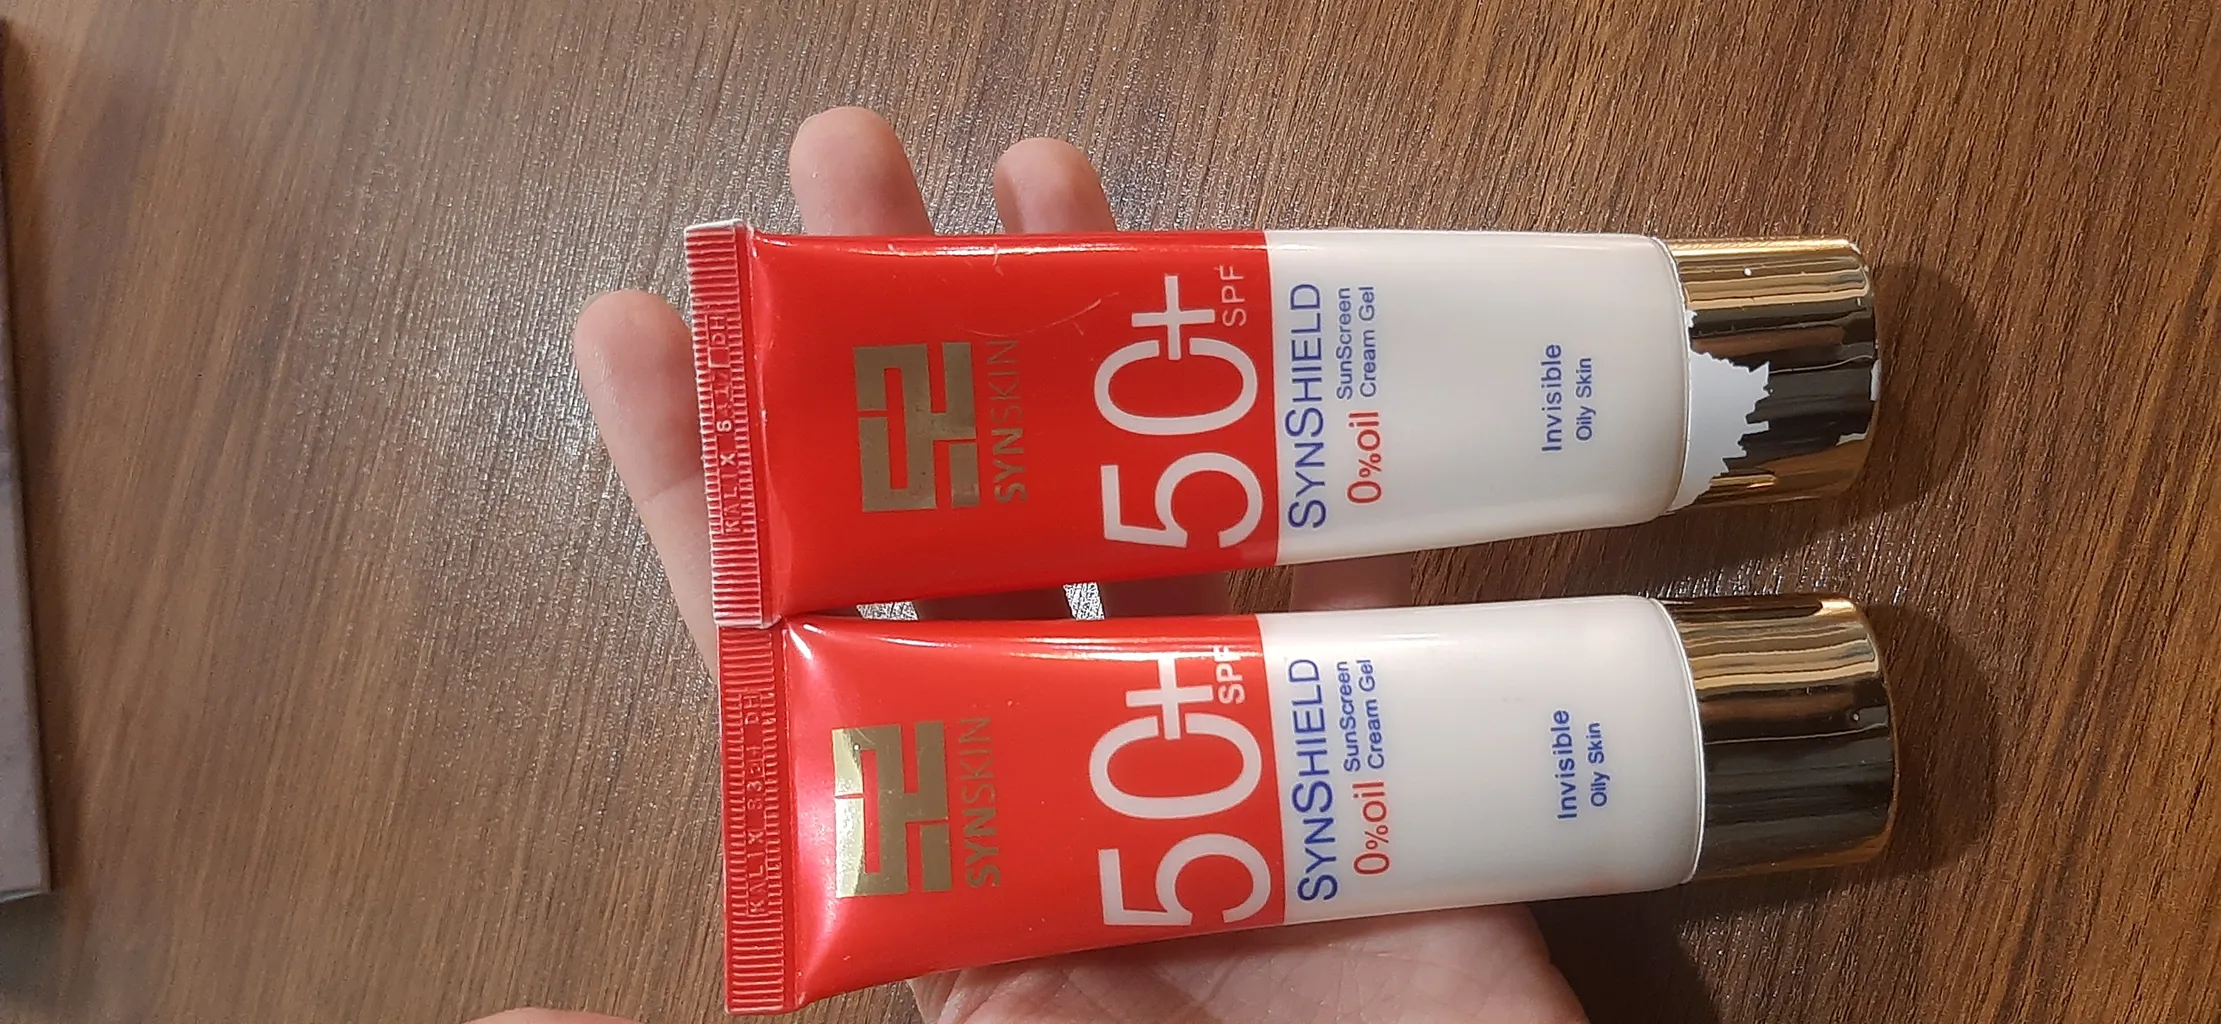 SYNSKIN
50+
SPF
SYNSHIELD
0%oil SunScreen
Cream Gel
Invisible
Oily Skin
SYNSKIN
50+
SPF
SYNSHIELD
0%oil SunScreen
Cream Gel
Invisible
Oily Skin